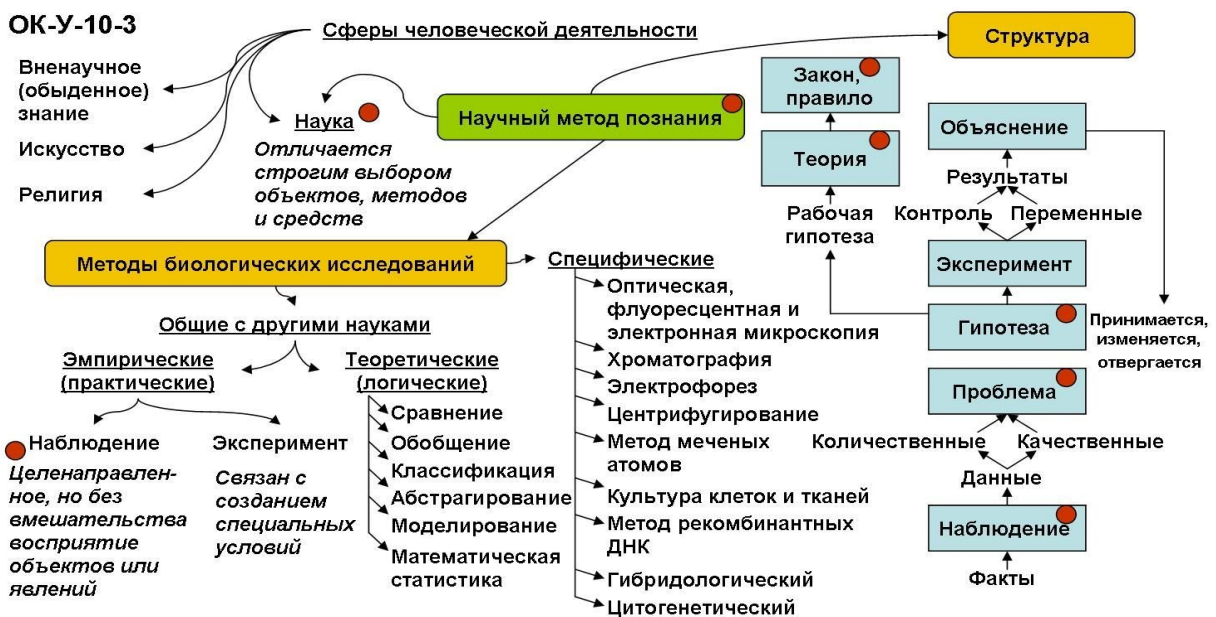 ОК-У-10-3
Сферы человеческой деятельности
Вненаучное
(обыденное)
знание
Искусство
Религия
Наука
Отличается
строгим выбором
объектов, методов
и средств
Научный метод познания
Структура
Методы биологических исследований
Общие с другими науками
Эмпирические
(практические)
Наблюдение
Целенаправлен-
ное, но без
вмешательства
восприятие
объектов или
явлений
Эксперимент
Связан с
созданием
специальных
условий
Теоретические
(логические)
Сравнение
Обобщение
Классификация
Абстрагирование
Моделирование
Математическая
статистика
Специфические
Оптическая,
флуоресцентная и
электронная микроскопия
Хроматография
Электрофорез
Центрифугирование
Метод меченых
атомов
Культура клеток и тканей
Метод рекомбинантных
ДНК
Гибридологический
Цитогенетический
Закон,
правило
Теория
Рабочая
гипотеза
Объяснение
Результаты
Контроль
Переменные
Эксперимент
Гипотеза
Принимается,
изменяется,
отвергается
Проблема
Количественные
Качественные
Данные
Наблюдение
Факты